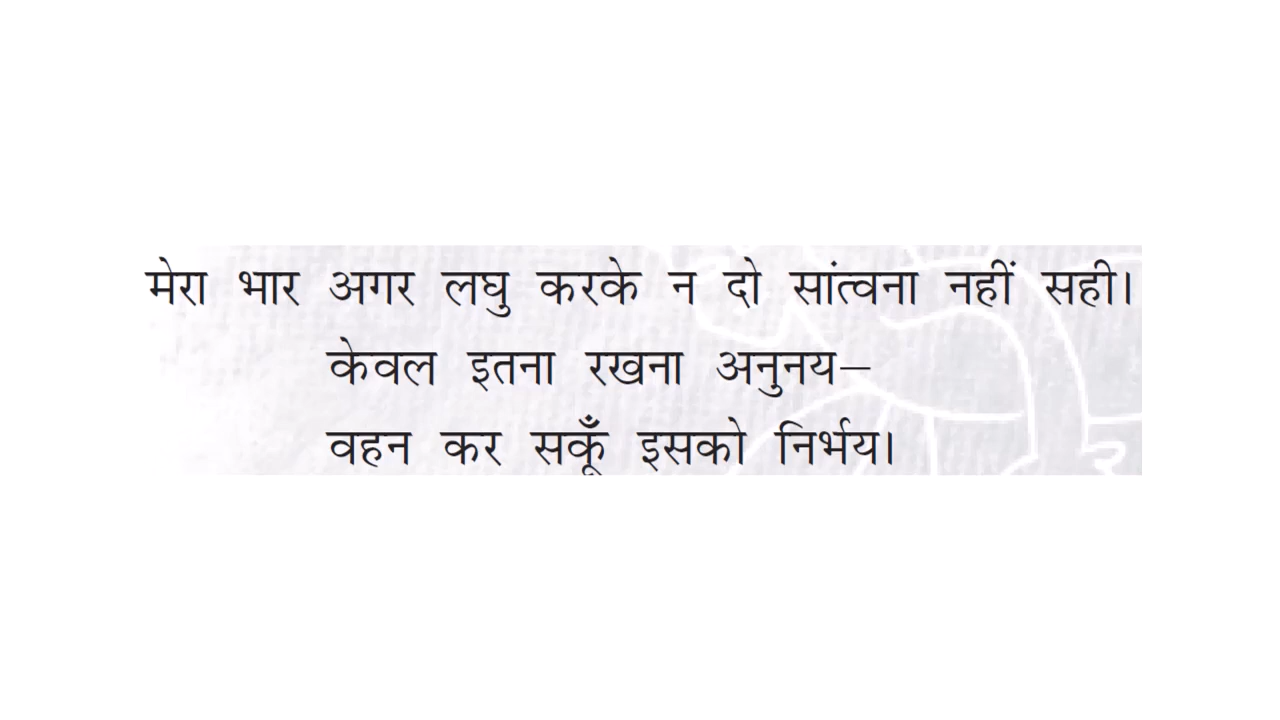 मेरा भार अगर लघु करके न दो सांत्वना नहीं सही।
केवल इतना रखना अनुनय–
वहन कर सकूँ इसको निर्भय।